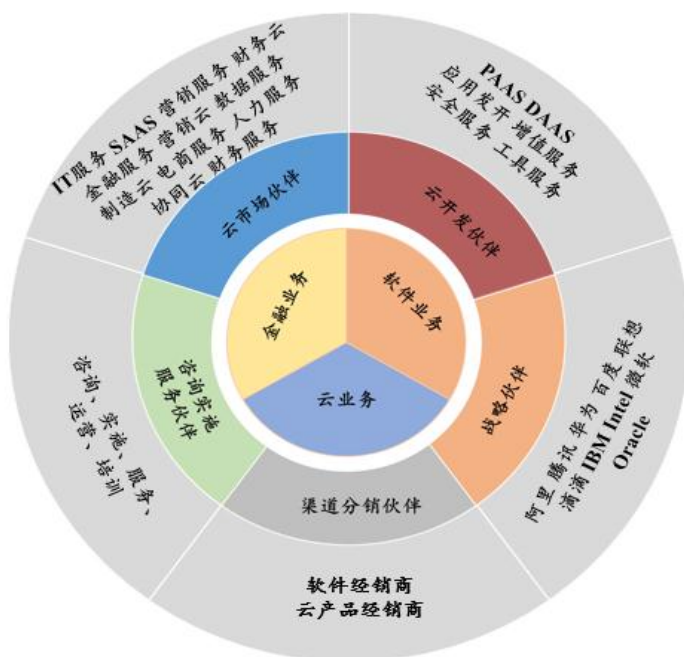 IT服务 SAAS 营销服务 财务云
金融服务 营销云 数据服务
制造云 电商服务 人力服务
协同云 财务服务
PAAS DAAS
应用发开 增值服务
安全服务 工具服务
云市场伙伴
云开发伙伴
金融业务
软件业务
云业务
咨询实施
服务伙伴
战略伙伴
渠道分销伙伴
咨询、实施、服务、
运营、培训
阿里 腾讯 华为 百度 联想
滴滴 IBM Intel 微软
Oracle
软件经销商
云产品经销商